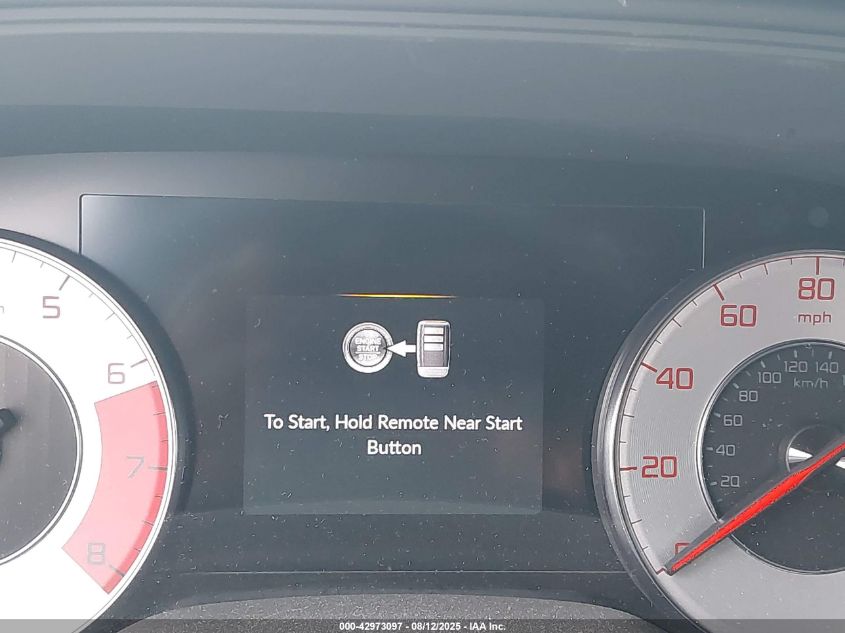 5
6
7
8
ENGINE
START
STOP
To Start, Hold Remote Near Start
Button
80
60
mph
40
20
120 140
100
km/h
80
60
40
20
000-42973097 - 08/12/2025 - IAA Inc.